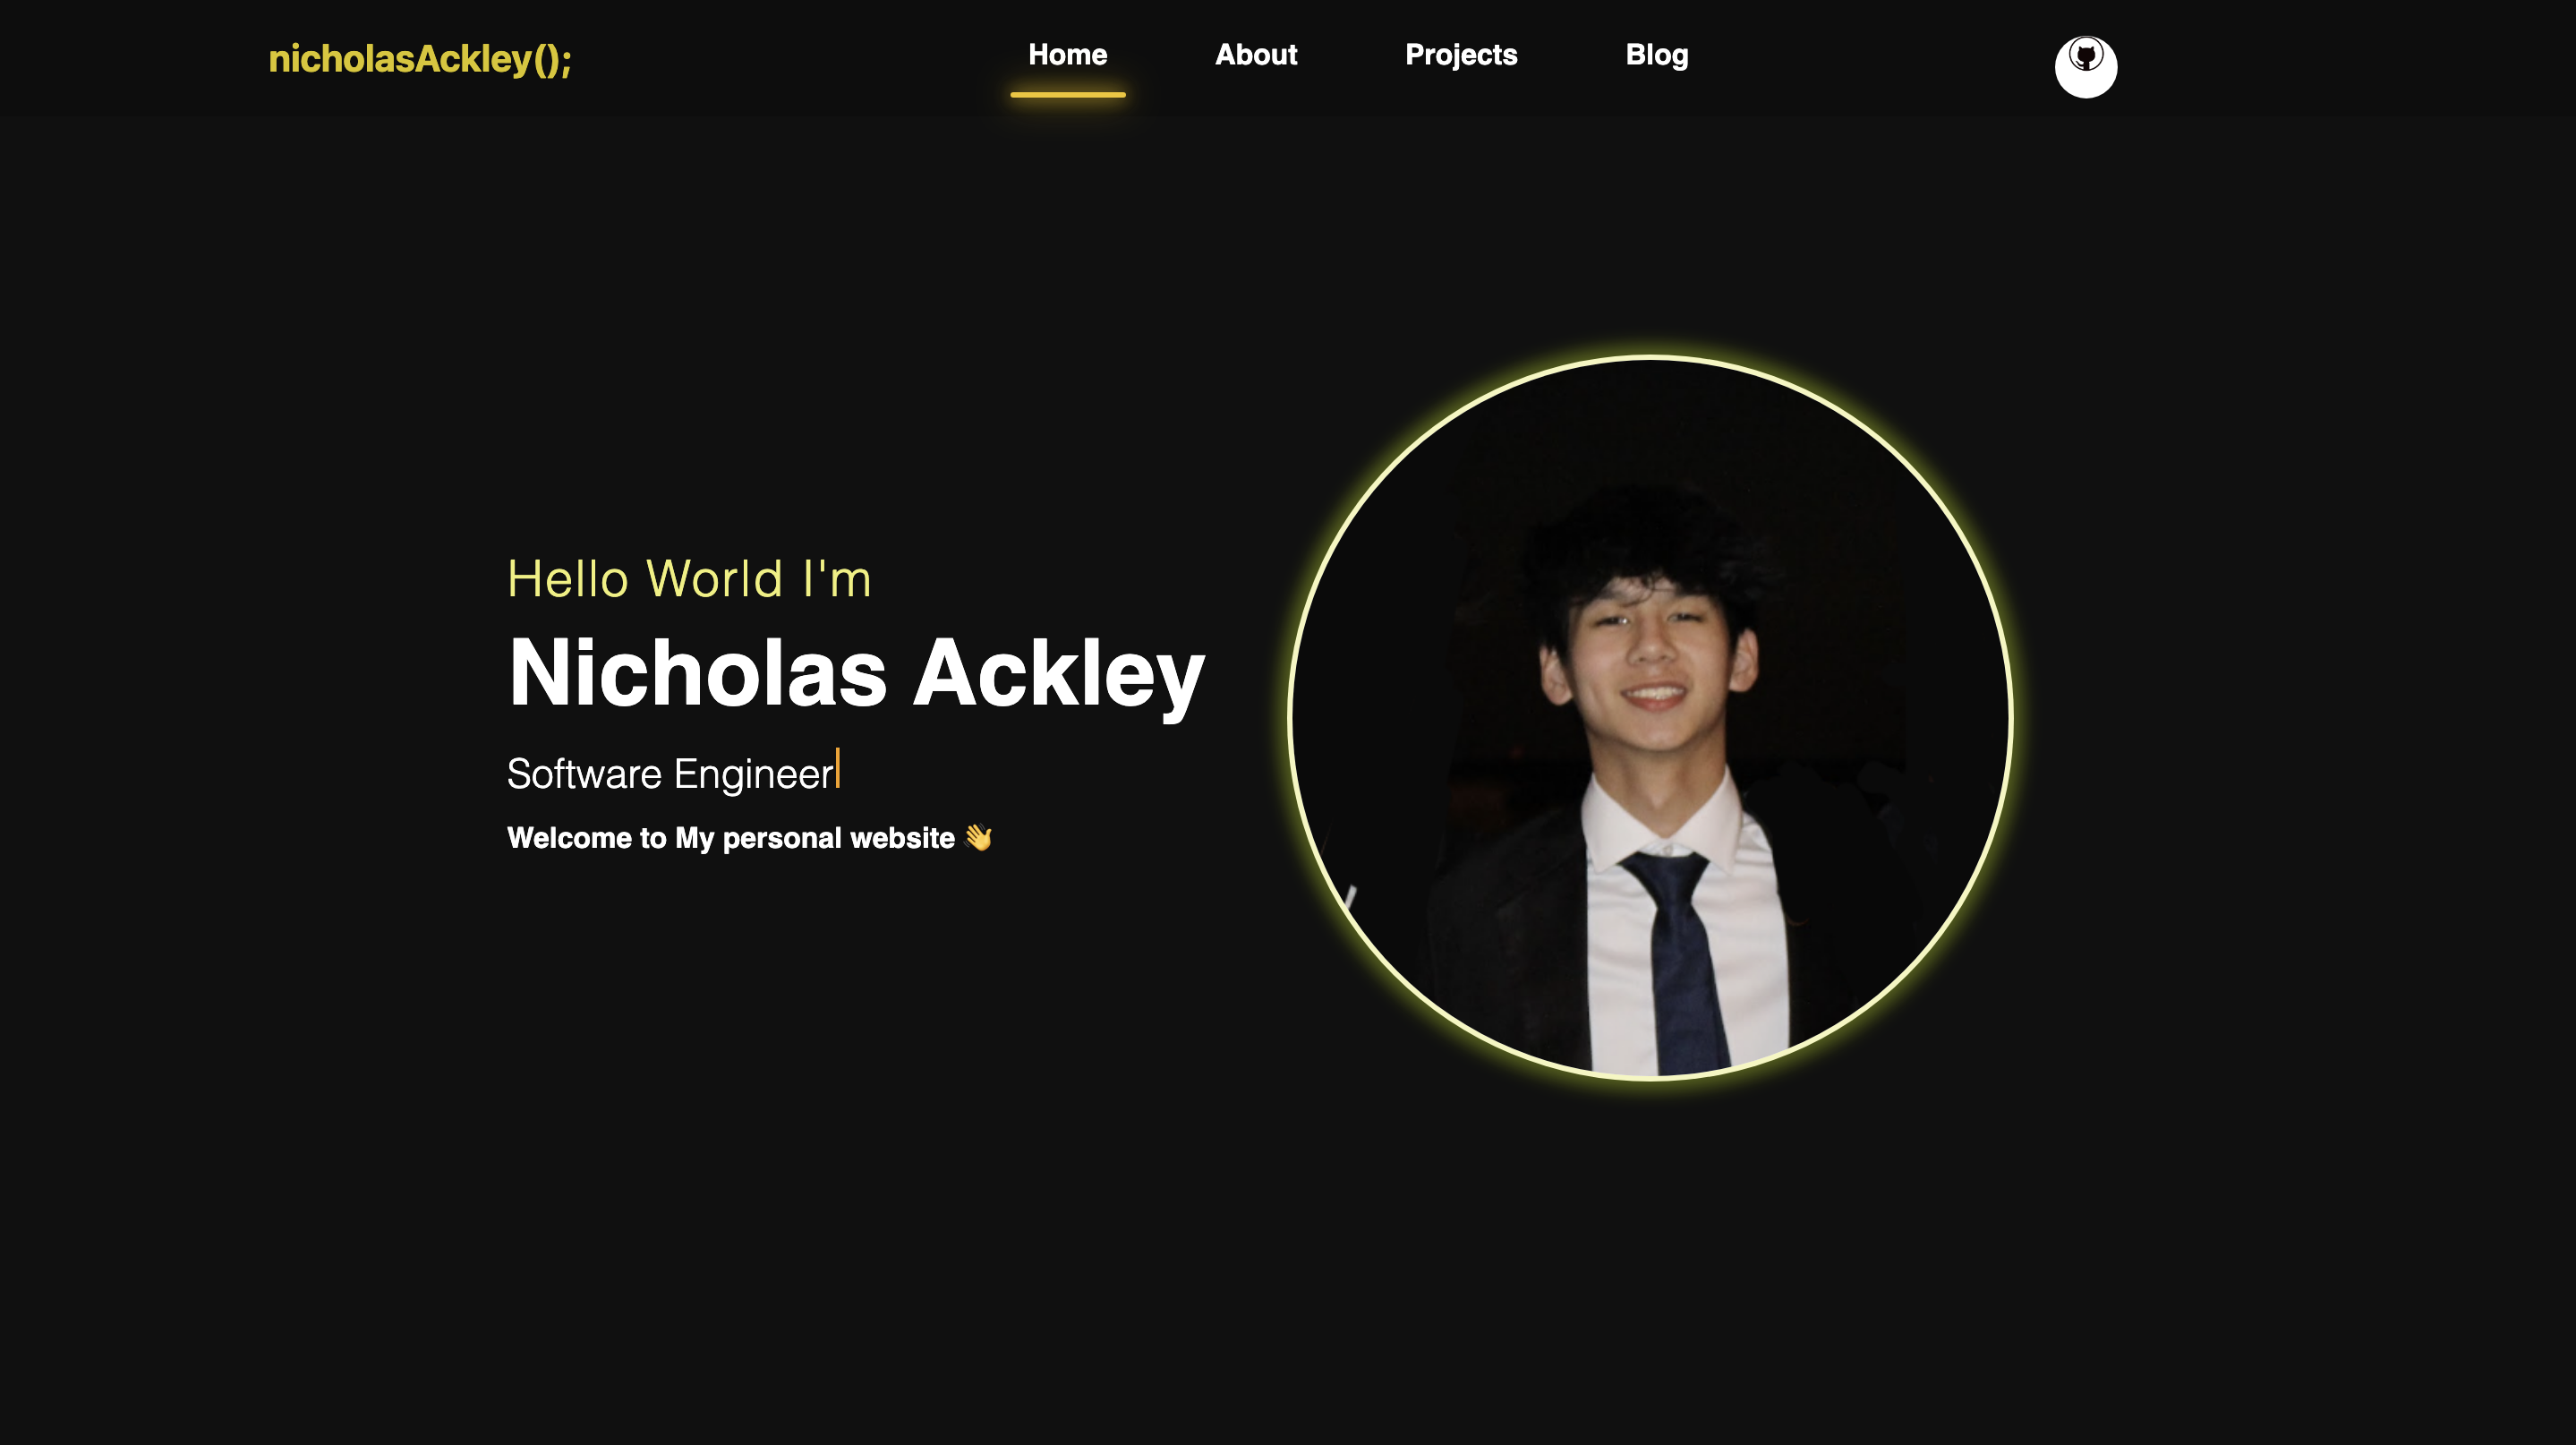 nicholasAckley();
Home
About
Projects
Blog
Hello World I'm
Nicholas Ackley
Software Engineer
Welcome to My personal website 👋